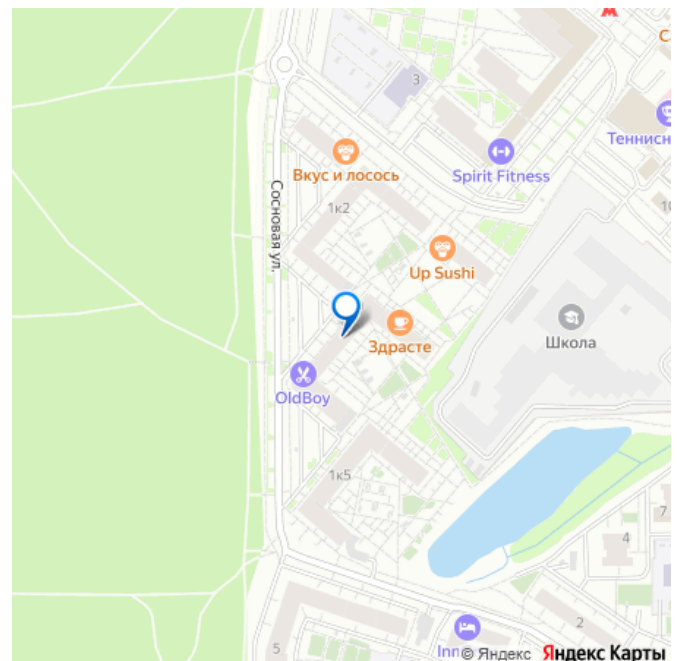 М
3
С
Теннисн
Spirit Fitness
Вкус и лосось
1к2
10
Сосновая ул.
Up Sushi
Здрасте
Школа
OldBoy
1к5
7
4
2
5
Inn
© Яндекс Яндекс Карты